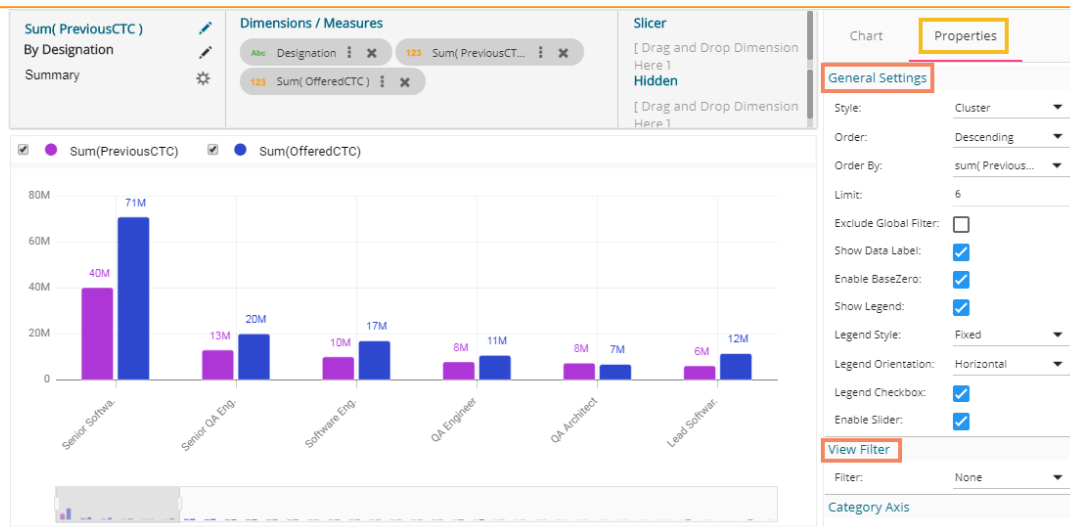 Sum( PreviousCTC )
By Designation
Summary
Dimensions / Measures
Abc Designation
123 Sum( PreviousCT...
123 Sum( OfferedCTC )
Slicer
[ Drag and Drop Dimension
Here ]
Hidden
[ Drag and Drop Dimension
Here ]
Sum(PreviousCTC)
Sum(OfferedCTC)
80M
60M
40M
20M
0
40M
71M
13M
20M
10M
17M
8M
11M
8M
7M
6M
12M
Senior Softwa.
Senior QA Eng.
Software Eng.
QA Engineer
QA Architect
Lead Softwar.
Chart
Properties
General Settings
Style: Cluster
Order: Descending
Order By: sum( Previous...
Limit: 6
Exclude Global Filter:
Show Data Label:
Enable BaseZero:
Show Legend:
Legend Style: Fixed
Legend Orientation: Horizontal
Legend Checkbox:
Enable Slider:
View Filter
Filter: None
Category Axis